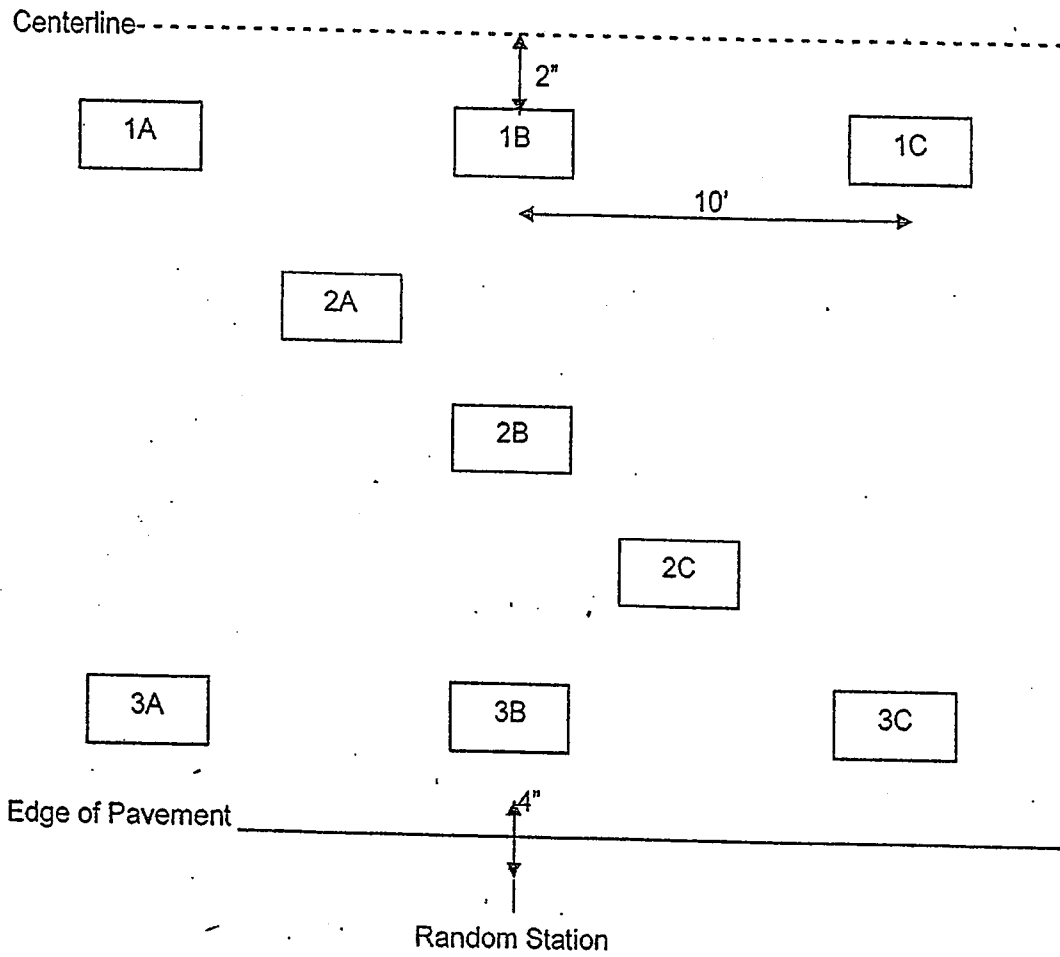 Centerline
2"
1A
1B
1C
10'
2A
2B
2C
3A
3B
3C
4"
Edge of Pavement
Random Station